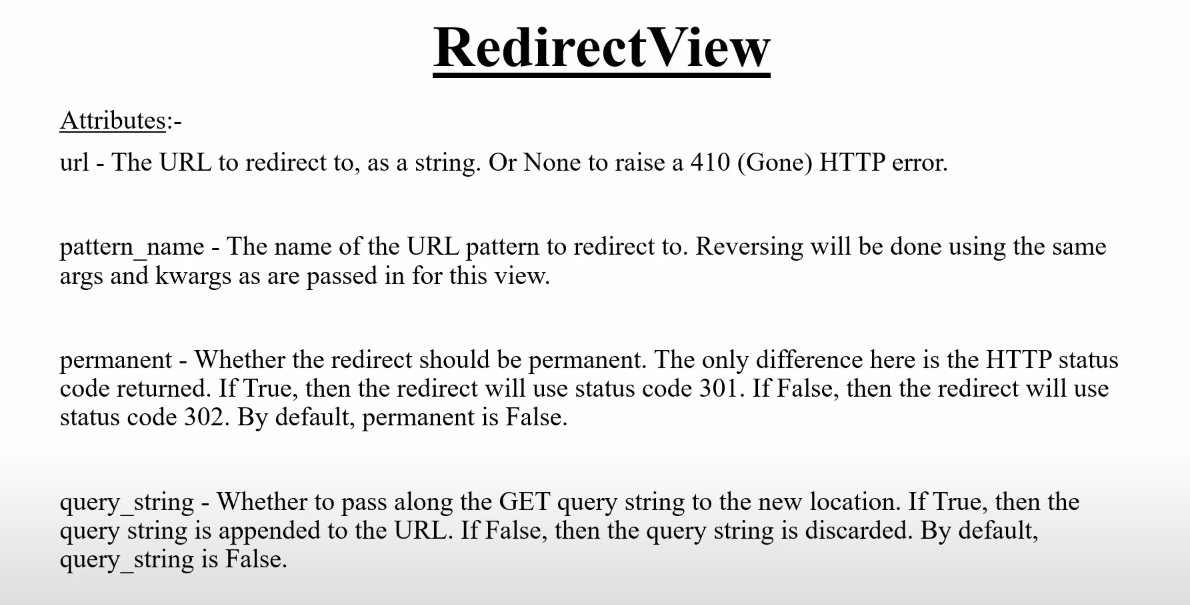 RedirectView
Attributes:-
url - The URL to redirect to, as a string. Or None to raise a 410 (Gone) HTTP error.
pattern_name - The name of the URL pattern to redirect to. Reversing will be done using the same
args and kwargs as are passed in for this view.
permanent - Whether the redirect should be permanent. The only difference here is the HTTP status
code returned. If True, then the redirect will use status code 301. If False, then the redirect will use
status code 302. By default, permanent is False.
query_string - Whether to pass along the GET query string to the new location. If True, then the
query string is appended to the URL. If False, then the query string is discarded. By default,
query_string is False.